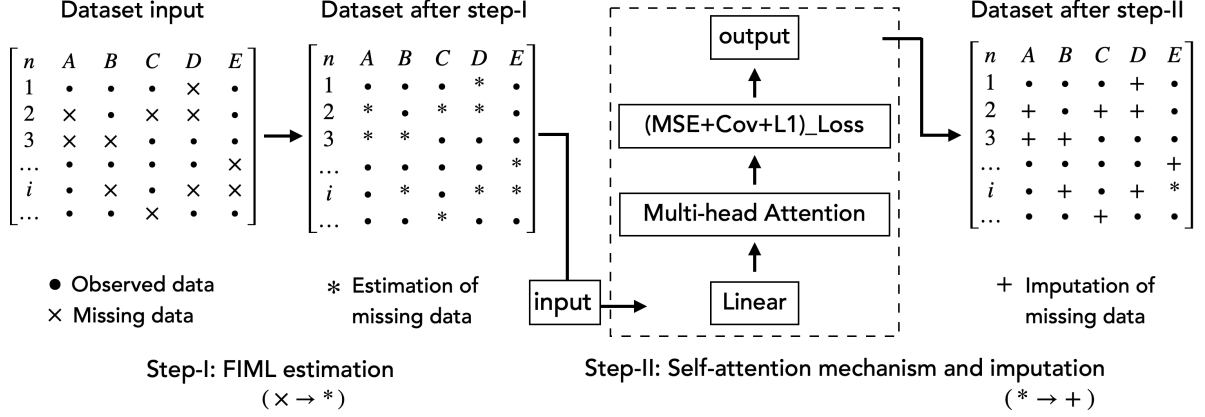 Dataset input
n A B C D E
1 • • • × •
2 × • × × •
3 × × • • •
... • • • • ×
i • × • × ×
... • • × • •
• Observed data
× Missing data
Dataset after step-I
n A B C D E
1 • • • * •
2 * • * * •
3 * * • • •
... • • • • *
i • * • * *
... • • * • •
* Estimation of
missing data
Step-I: FIML estimation
( × → * )
input
output
(MSE+Cov+L1)_Loss
Multi-head Attention
Linear
Step-II: Self-attention mechanism and imputation
( * → + )
Dataset after step-II
n A B C D E
1 • • • + •
2 + • + + •
3 + + • • •
... • • • • +
i • + • + *
... • • + • •
+ Imputation of
missing data